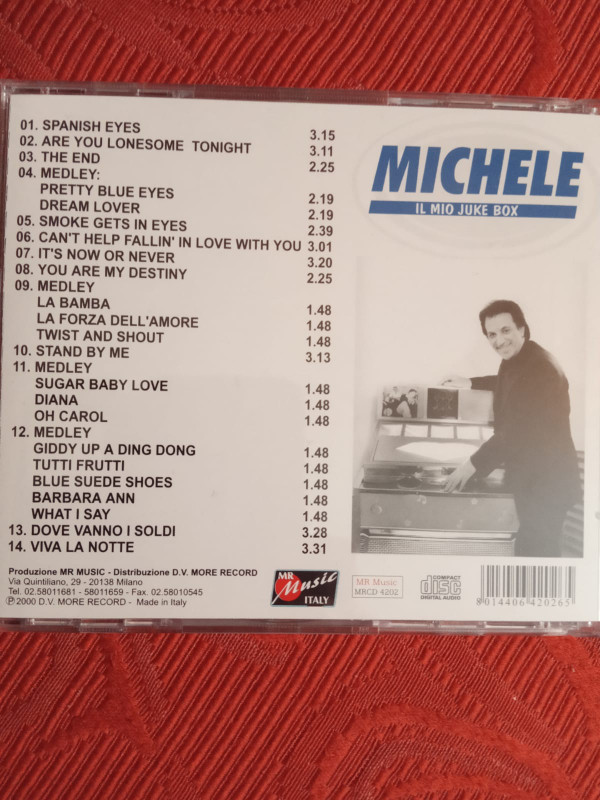 01. SPANISH EYES 3.15
02. ARE YOU LONESOME TONIGHT 3.11
03. THE END 2.25
04. MEDLEY:
PRETTY BLUE EYES 2.19
DREAM LOVER 2.19
05. SMOKE GETS IN EYES 2.39
06. CAN'T HELP FALLIN' IN LOVE WITH YOU 3.01
07. IT'S NOW OR NEVER 3.20
08. YOU ARE MY DESTINY 2.25
09. MEDLEY
LA BAMBA 1.48
LA FORZA DELL'AMORE 1.48
TWIST AND SHOUT 1.48
10. STAND BY ME 3.13
11. MEDLEY
SUGAR BABY LOVE 1.48
DIANA 1.48
OH CAROL 1.48
12. MEDLEY
GIDDY UP A DING DONG 1.48
TUTTI FRUTTI 1.48
BLUE SUEDE SHOES 1.48
BARBARA ANN 1.48
WHAT I SAY 1.48
13. DOVE VANNO I SOLDI 3.28
14. VIVA LA NOTTE 3.31
MICHELE
IL MIO JUKE BOX
Produzione MR MUSIC - Distribuzione D.V. MORE RECORD
Via Quintiliano, 29 - 20138 Milano
Tel. 02.58011681 - 58011659 - Fax. 02.58010545
Ⓟ 2000 D.V. MORE RECORD - Made in Italy
MR
Music
ITALY
MR Music
MRCD 4202
COMPACT
disc
DIGITAL AUDIO
8 014406 420265